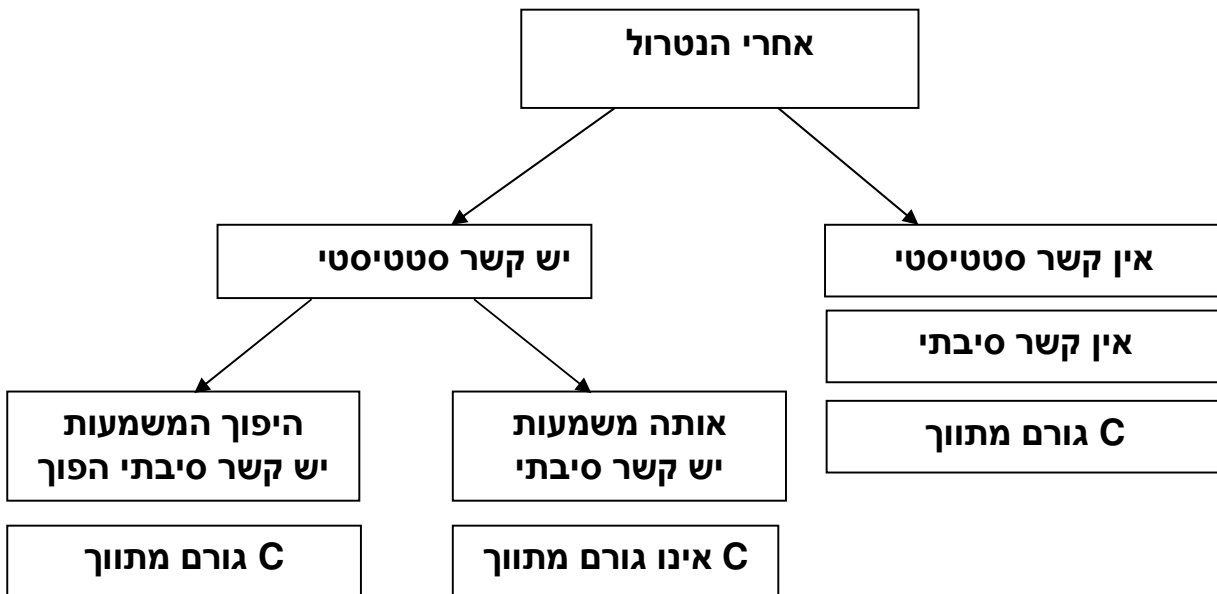 אחרי הנטרול
יש קשר סטטיסטי
אין קשר סטטיסטי
אין קשר סיבתי
C גורם מתווך
אותה משמעות
יש קשר סיבתי
C אינו גורם מתווך
היפוך המשמעות
יש קשר סיבתי הפוך
C גורם מתווך